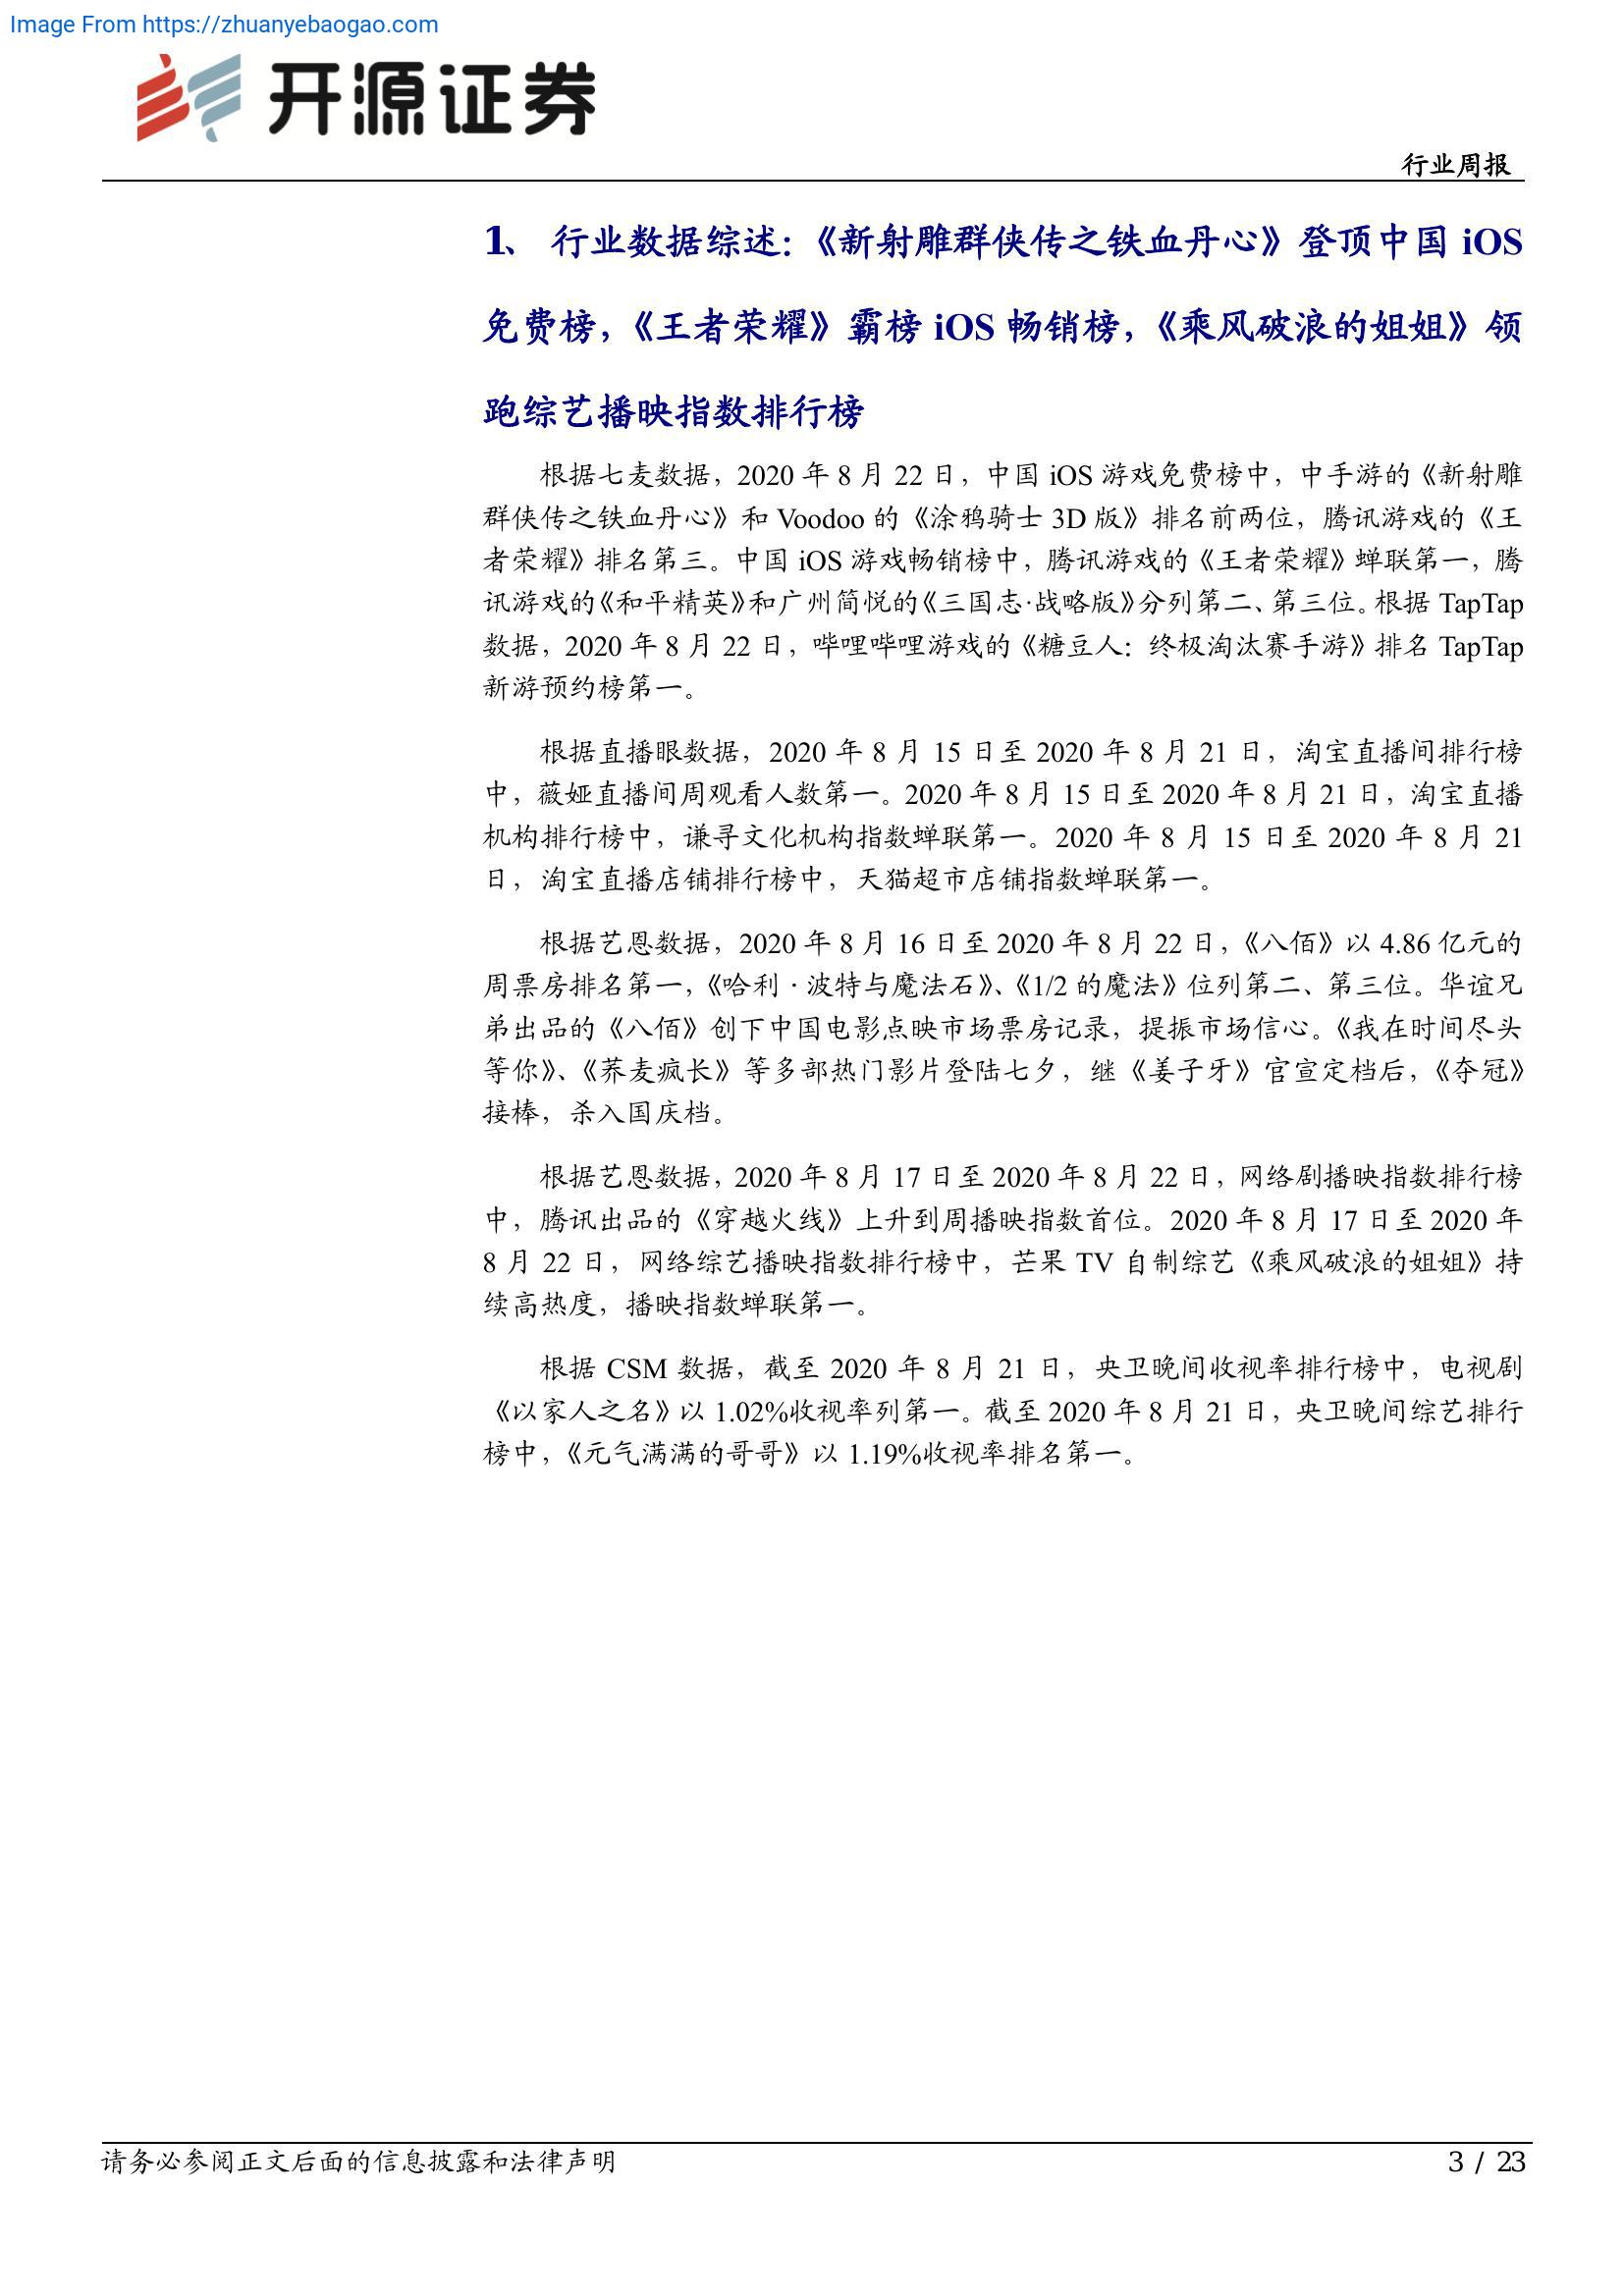 Image From https://zhuanyebaogao.com
开源证券
行业周报
1、 行业数据综述:《新射雕群侠传之铁血丹心》登顶中国 iOS
免费榜，《王者荣耀》霸榜 iOS 畅销榜，《乘风破浪的姐姐》领
跑综艺播映指数排行榜
根据七麦数据，2020 年 8 月 22 日，中国 iOS 游戏免费榜中，中手游的《新射雕
群侠传之铁血丹心》和 Voodoo 的《涂鸦骑士 3D 版》排名前两位，腾讯游戏的《王
者荣耀》排名第三。中国 iOS 游戏畅销榜中，腾讯游戏的《王者荣耀》蝉联第一，腾
讯游戏的《和平精英》和广州简悦的《三国志·战略版》分列第二、第三位。根据 TapTap
数据，2020 年 8 月 22 日，哔哩哔哩游戏的《糖豆人：终极淘汰赛手游》排名 TapTap
新游预约榜第一。
根据直播眼数据，2020 年 8 月 15 日至 2020 年 8 月 21 日，淘宝直播间排行榜
中，薇娅直播间周观看人数第一。2020 年 8 月 15 日至 2020 年 8 月 21 日，淘宝直播
机构排行榜中，谦寻文化机构指数蝉联第一。2020 年 8 月 15 日至 2020 年 8 月 21
日，淘宝直播店铺排行榜中，天猫超市店铺指数蝉联第一。
根据艺恩数据，2020 年 8 月 16 日至 2020 年 8 月 22 日，《八佰》以 4.86 亿元的
周票房排名第一，《哈利·波特与魔法石》、《1/2 的魔法》位列第二、第三位。华谊兄
弟出品的《八佰》创下中国电影点映市场票房记录，提振市场信心。《我在时间尽头
等你》、《荞麦疯长》等多部热门影片登陆七夕，继《姜子牙》官宣定档后，《夺冠》
接棒，杀入国庆档。
根据艺恩数据，2020 年 8 月 17 日至 2020 年 8 月 22 日，网络剧播映指数排行榜
中，腾讯出品的《穿越火线》上升到周播映指数首位。2020 年 8 月 17 日至 2020 年
8 月 22 日，网络综艺播映指数排行榜中，芒果 TV 自制综艺《乘风破浪的姐姐》持
续高热度，播映指数蝉联第一。
根据 CSM 数据，截至 2020 年 8 月 21 日，央卫晚间收视率排行榜中，电视剧
《以家人之名》以 1.02%收视率列第一。截至 2020 年 8 月 21 日，央卫晚间综艺排行
榜中，《元气满满的哥哥》以 1.19%收视率排名第一。
请务必参阅正文后面的信息披露和法律声明
3 / 23